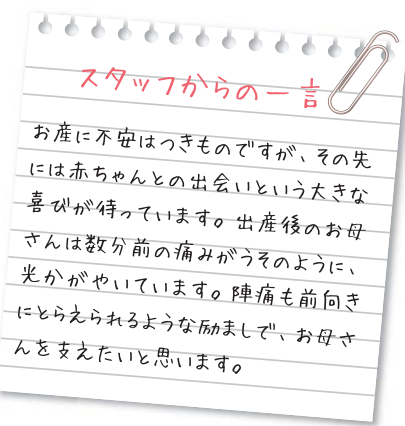 スタッフからの一言
お産に不安はつきものですが、その先
には赤ちゃんとの出会いという大きな
喜びが待っています。出産後のお母
さんは数分前の痛みがうそのように、
光かがやいています。陣痛も前向き
にとらえられるような励ましで、お母さ
んを支えたいと思います。